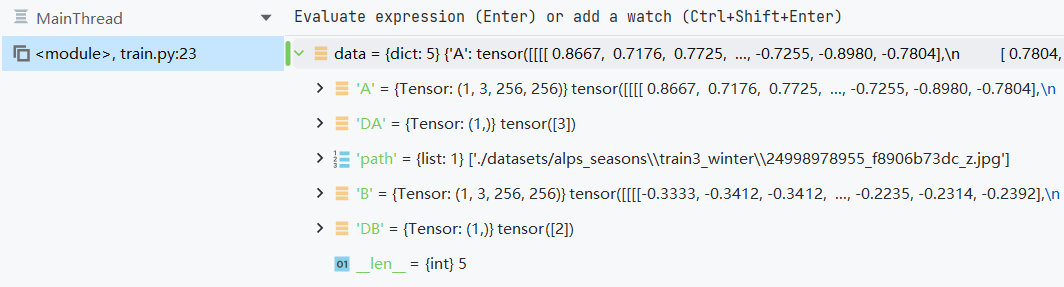 MainThread
Evaluate expression (Enter) or add a watch (Ctrl+Shift+Enter)
<module>, train.py:23
data = {dict: 5} {'A': tensor([[[[ 0.8667,  0.7176,  0.7725,  ..., -0.7255, -0.8980, -0.7804],\n          [ 0.7804,
'A' = {Tensor: (1, 3, 256, 256)} tensor([[[[ 0.8667,  0.7176,  0.7725,  ..., -0.7255, -0.8980, -0.7804],\n
'DA' = {Tensor: (1,)} tensor([3])
'path' = {list: 1} ['./datasets/alps_seasons\\train3_winter\\24998978955_f8906b73dc_z.jpg']
'B' = {Tensor: (1, 3, 256, 256)} tensor([[[[-0.3333, -0.3412, -0.3412,  ..., -0.2235, -0.2314, -0.2392],\n
'DB' = {Tensor: (1,)} tensor([2])
01 __len__ = {int} 5